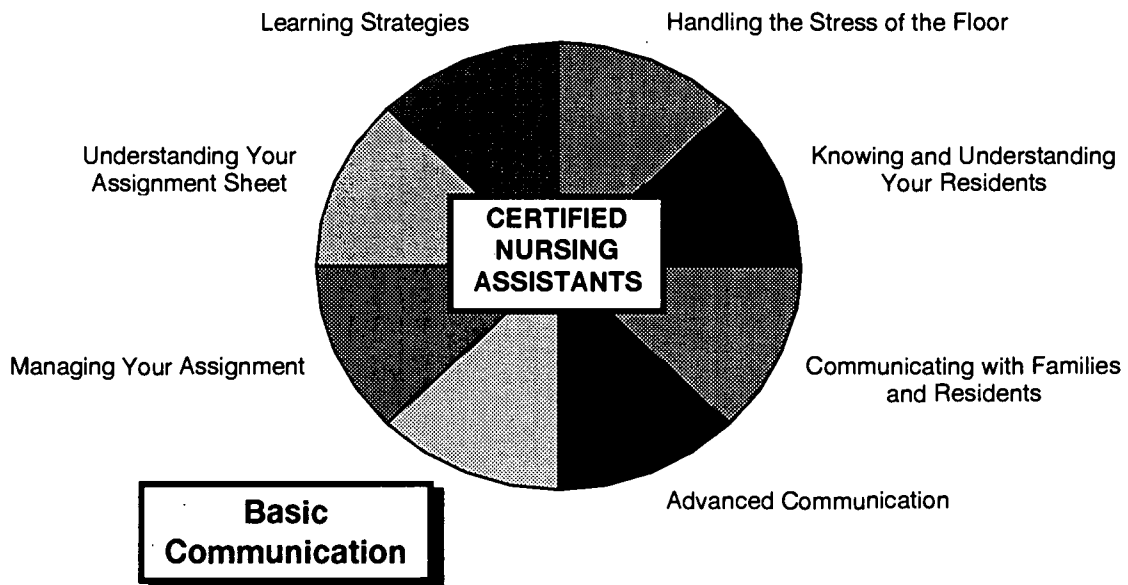 Learning Strategies
Handling the Stress of the Floor
Understanding Your
Assignment Sheet
Knowing and Understanding
Your Residents
CERTIFIED
NURSING
ASSISTANTS
Managing Your Assignment
Communicating with Families
and Residents
Advanced Communication
Basic
Communication